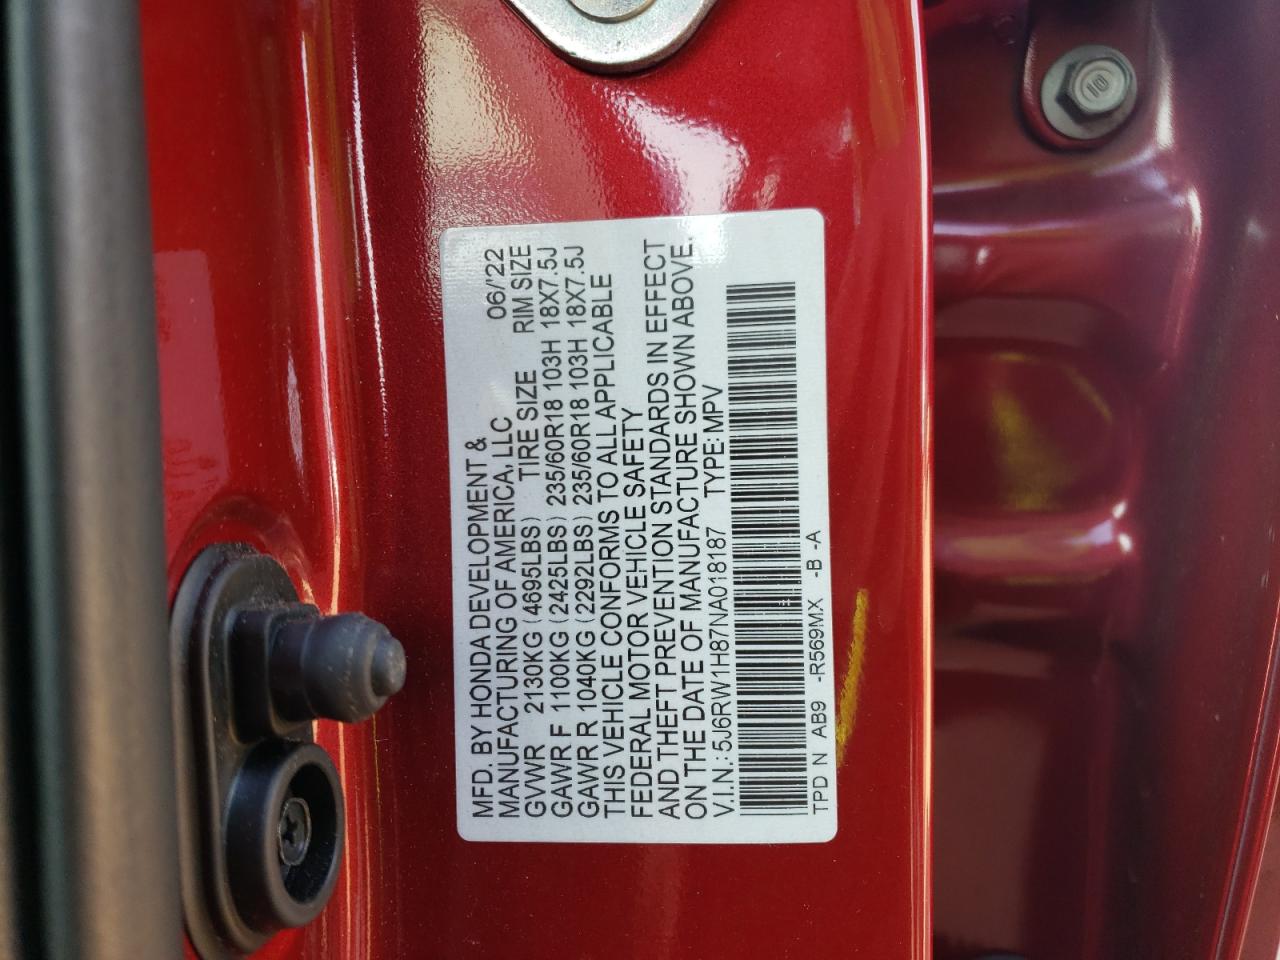 MFD. BY HONDA DEVELOPMENT &
MANUFACTURING OF AMERICA, LLC 06/22
GVWR 2130KG (4695LBS) TIRE SIZE RIM SIZE
GAWR F 1100KG (2425LBS) 235/60R18 103H 18X7.5J
GAWR R 1040KG (2292LBS) 235/60R18 103H 18X7.5J
THIS VEHICLE CONFORMS TO ALL APPLICABLE
FEDERAL MOTOR VEHICLE SAFETY
AND THEFT PREVENTION STANDARDS IN EFFECT
ON THE DATE OF MANUFACTURE SHOWN ABOVE.
V.I.N.: 5J6RW1H87NA018187 TYPE: MPV
TPD N AB9 -R569MX -B -A
10